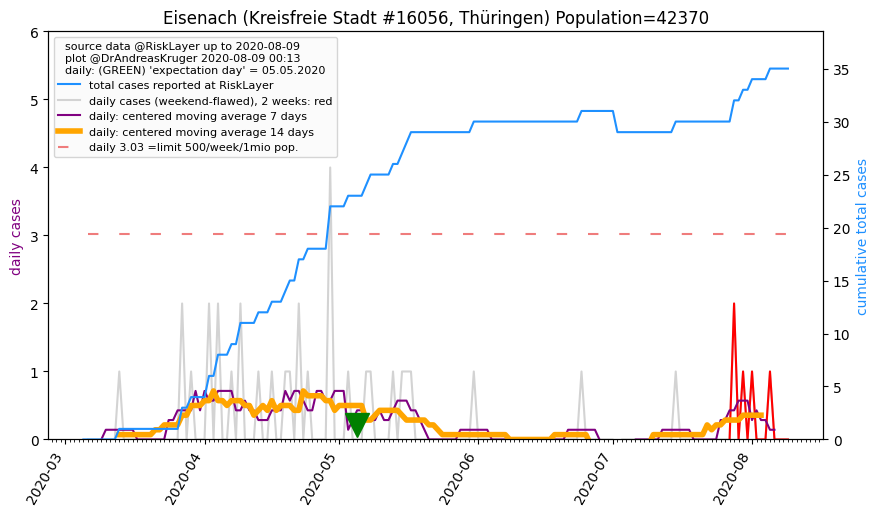 Eisenach (Kreisfreie Stadt #16056, Thüringen) Population=42370
source data @RiskLayer up to 2020-08-09
plot @DrAndreasKruger 2020-08-09 00:13
daily: (GREEN) 'expectation day' = 05.05.2020
total cases reported at RiskLayer
daily cases (weekend-flawed), 2 weeks: red
daily: centered moving average 7 days
daily: centered moving average 14 days
daily 3.03 =limit 500/week/1mio pop.
daily cases
6
5
4
3
2
1
0
35
30
25
20
15
10
5
0
cumulative total cases
2020-03
2020-04
2020-05
2020-06
2020-07
2020-08